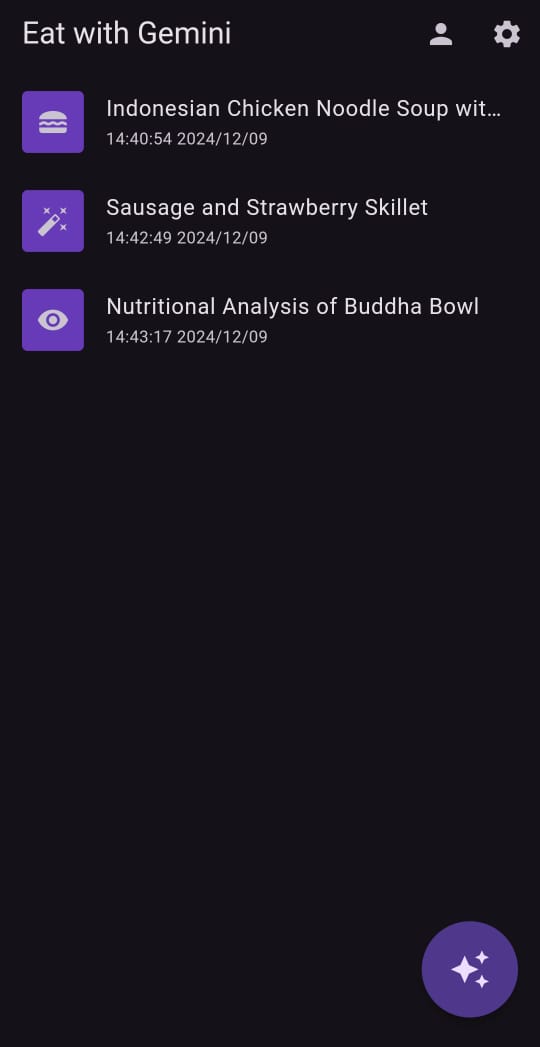 Eat with Gemini
Indonesian Chicken Noodle Soup wit...
14:40:54 2024/12/09
Sausage and Strawberry Skillet
14:42:49 2024/12/09
Nutritional Analysis of Buddha Bowl
14:43:17 2024/12/09